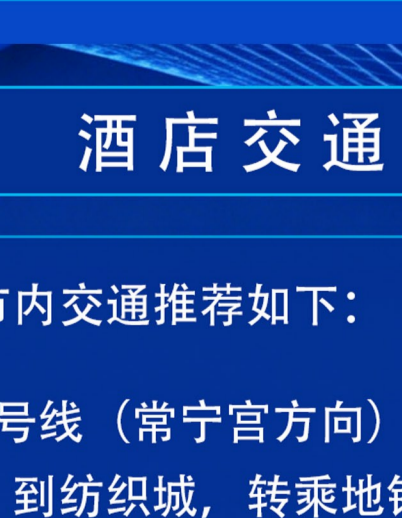 酒店交通
市内交通推荐如下：
号线（常宁宫方向）
到纺织城，转乘地铁